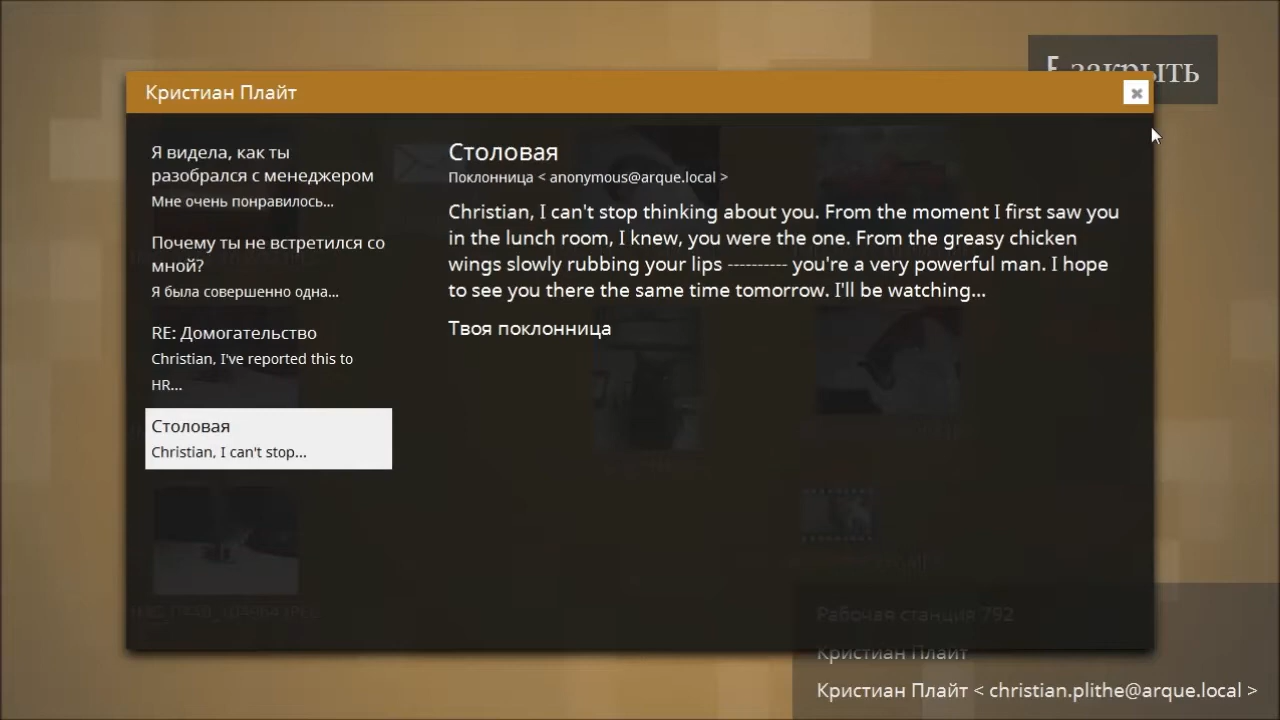 E закрыть
Кристиан Плайт
Я видела, как ты
разобрался с менеджером
Мне очень понравилось...
Почему ты не встретился со
мной?
Я была совершенно одна...
RE: Домогательство
Christian, I've reported this to
HR...
Столовая
Christian, I can't stop...
Столовая
Поклонница < anonymous@arque.local >
Christian, I can't stop thinking about you. From the moment I first saw you
in the lunch room, I knew, you were the one. From the greasy chicken
wings slowly rubbing your lips ---------- you're a very powerful man. I hope
to see you there the same time tomorrow. I'll be watching...
Твоя поклонница
Рабочая станция 792
Кристиан Плайт
Кристиан Плайт < christian.plithe@arque.local >